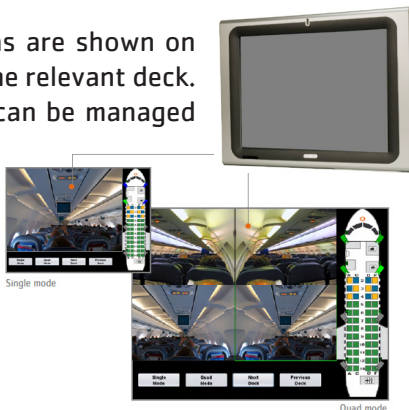 ns are shown on
he relevant deck.
can be managed
Single mode
Single Mode
Quad Mode
Next Deck
Previous Deck
Quad mode